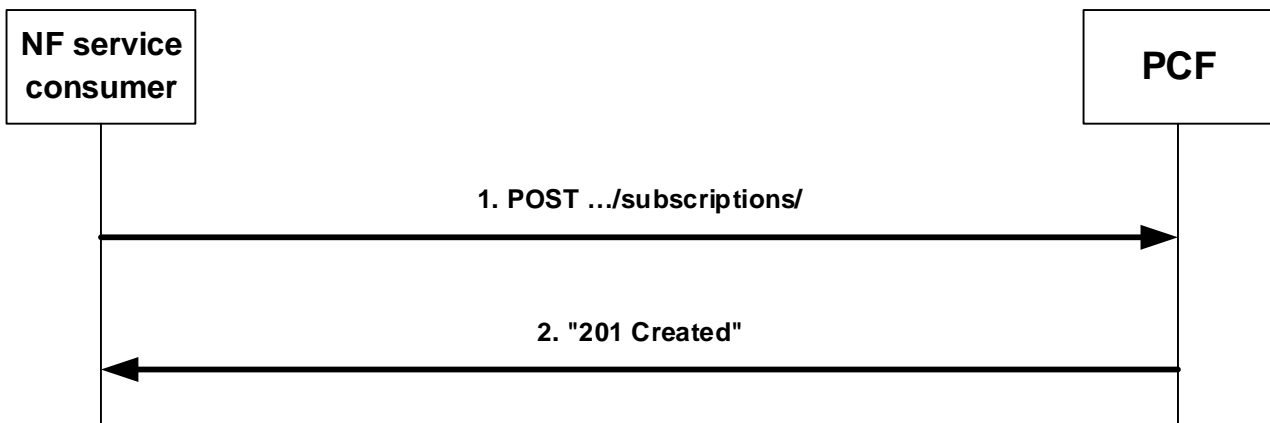 NF service
consumer
PCF
1. POST …/subscriptions/
2. "201 Created"